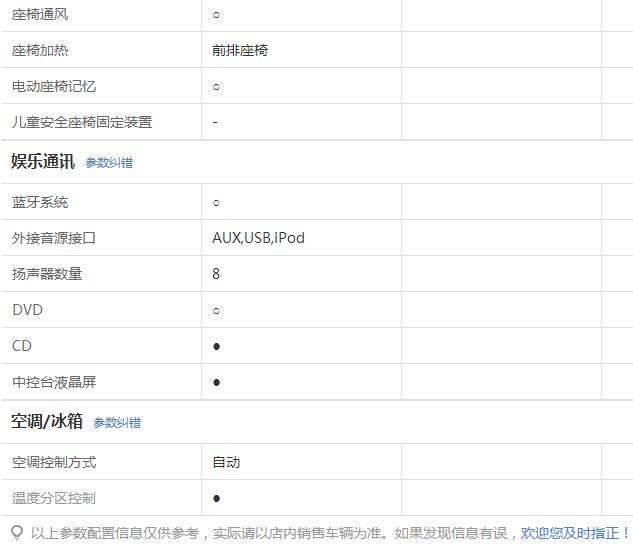 座椅通风 ○
座椅加热 前排座椅
电动座椅记忆 ○
儿童安全座椅固定装置 -
娱乐通讯 参数纠错
蓝牙系统 ○
外接音源接口 AUX,USB,iPod
扬声器数量 8
DVD ○
CD ●
中控台液晶屏 ●
空调/冰箱 参数纠错
空调控制方式 自动
温度分区控制 ●
以上参数配置信息仅供参考，实际请以店内销售车辆为准。如果发现信息有误，欢迎您及时指正！